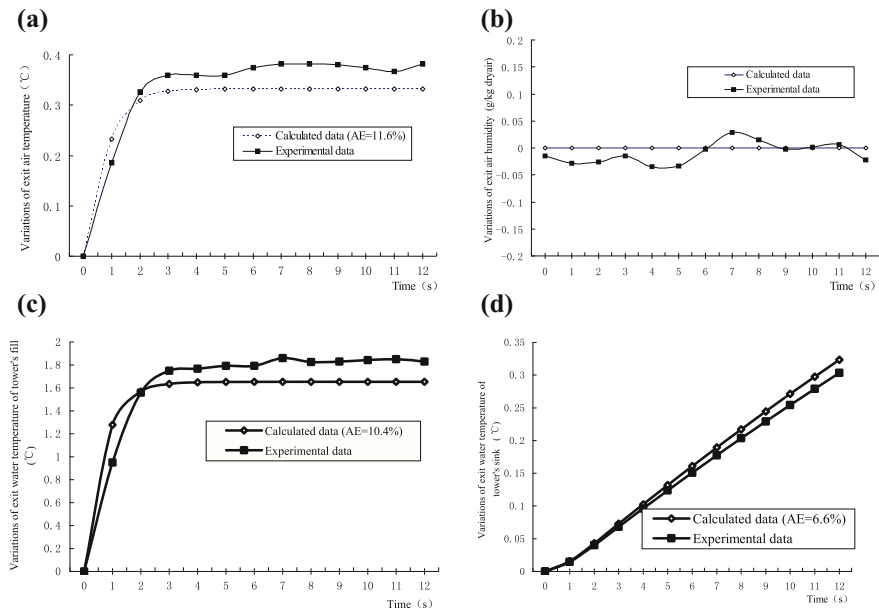 (a)
Variations of exit air temperature (℃)
0.4
0.3
0.2
0.1
0
Calculated data (AE=11.6%)
Experimental data
0 1 2 3 4 5 6 7 8 9 10 11 12
Time (s)
(b)
Variations of exit air humidity (g/kg dryair)
0.2
0.15
0.1
0.05
0
-0.05
-0.1
-0.15
-0.2
Calculated data
Experimental data
0 1 2 3 4 5 6 7 8 9 10 11 12
Time (s)
(c)
Variations of exit water temperature of tower's fill
(℃)
2
1.8
1.6
1.4
1.2
1
0.8
0.6
0.4
0.2
0
Calculated data (AE=10.4%)
Experimental data
0 1 2 3 4 5 6 7 8 9 10 11 12
Time (s)
(d)
Variations of exit water temperature of
tower's sink (℃)
0.35
0.3
0.25
0.2
0.15
0.1
0.05
0
Calculated data (AE=6.6%)
Experimental data
0 1 2 3 4 5 6 7 8 9 10 11 12
Time (s)